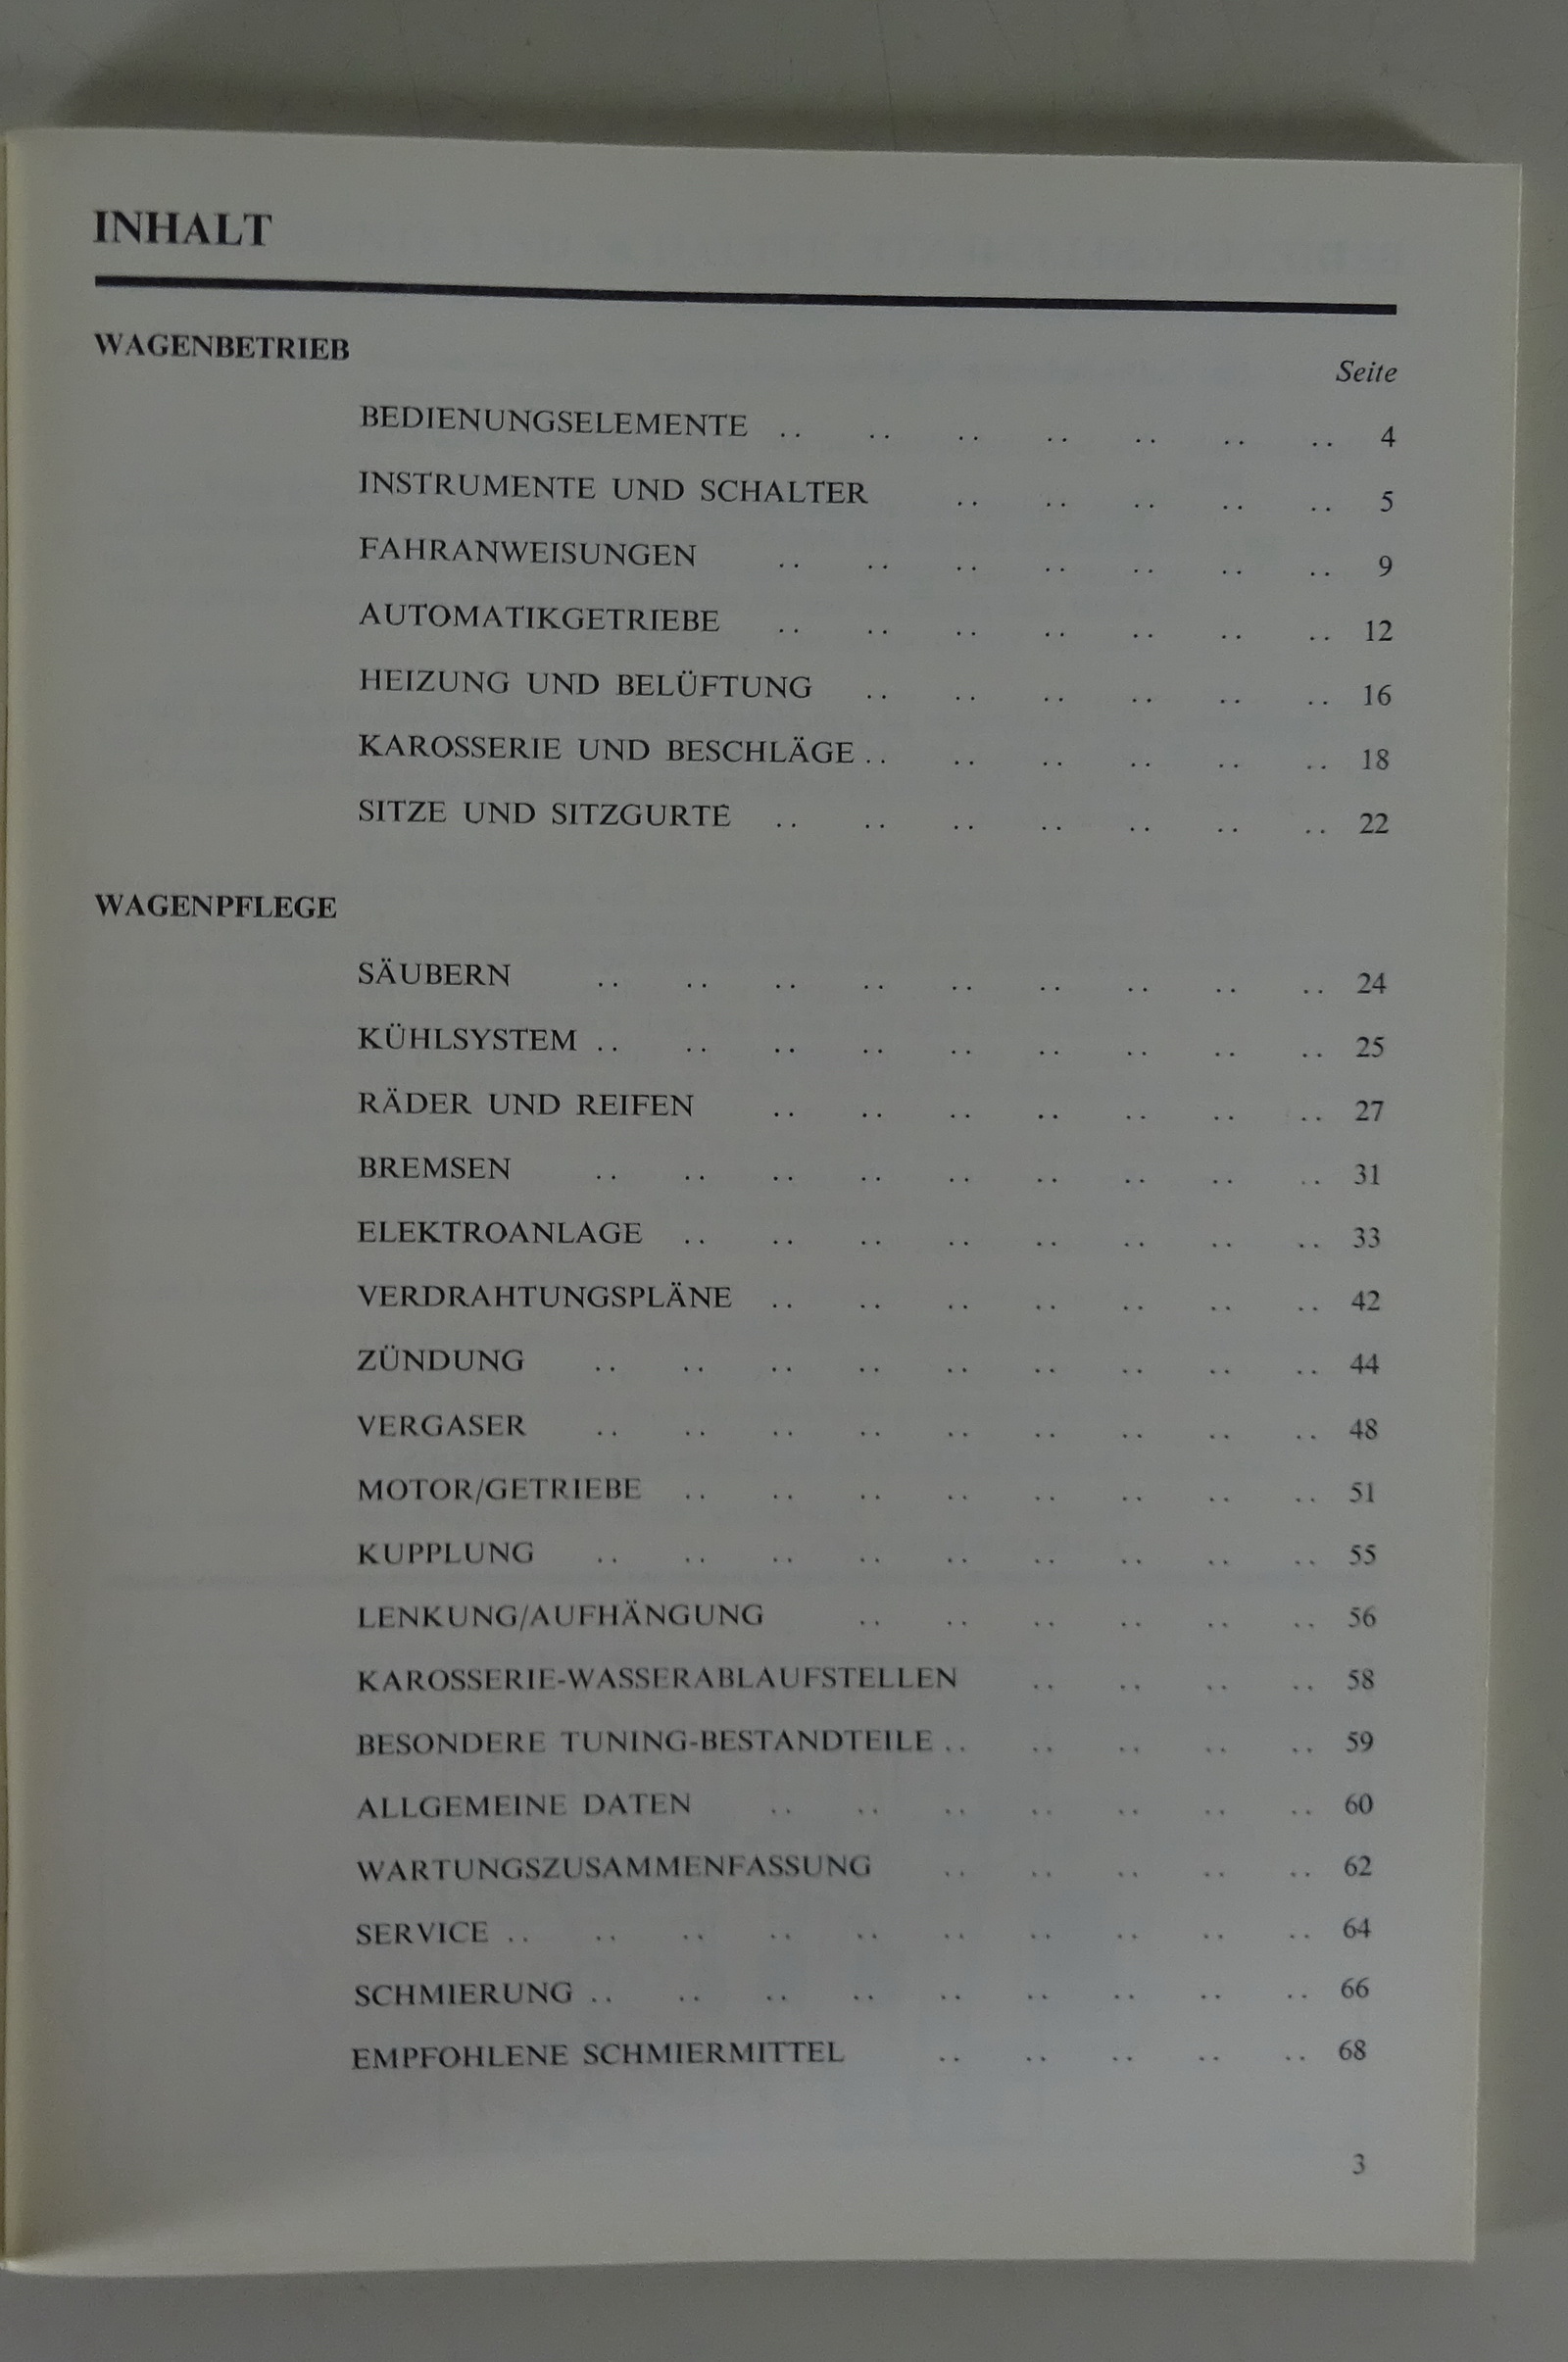 INHALT
WAGENBETRIEB
Seite
BEDIENUNGSELEMENTE .. .. .. .. .. .. .. 4
INSTRUMENTE UND SCHALTER .. .. .. .. .. 5
FAHRANWEISUNGEN .. .. .. .. .. .. .. 9
AUTOMATIKGETRIEBE .. .. .. .. .. .. .. 12
HEIZUNG UND BELÜFTUNG .. .. .. .. .. .. 16
KAROSSERIE UND BESCHLÄGE .. .. .. .. .. .. 18
SITZE UND SITZGURTE .. .. .. .. .. .. .. 22
WAGENPFLEGE
SÄUBERN .. .. .. .. .. .. .. .. .. 24
KÜHLSYSTEM .. .. .. .. .. .. .. .. .. 25
RÄDER UND REIFEN .. .. .. .. .. .. .. 27
BREMSEN .. .. .. .. .. .. .. .. .. 31
ELEKTROANLAGE .. .. .. .. .. .. .. .. 33
VERDRAHTUNGSPLÄNE .. .. .. .. .. .. .. 42
ZÜNDUNG .. .. .. .. .. .. .. .. .. 44
VERGASER .. .. .. .. .. .. .. .. .. 48
MOTOR/GETRIEBE .. .. .. .. .. .. .. .. 51
KUPPLUNG .. .. .. .. .. .. .. .. .. 55
LENKUNG/AUFHÄNGUNG .. .. .. .. .. .. 56
KAROSSERIE-WASSERABLAUFSTELLEN .. .. .. .. 58
BESONDERE TUNING-BESTANDTEILE .. .. .. .. .. 59
ALLGEMEINE DATEN .. .. .. .. .. .. .. 60
WARTUNGSZUSAMMENFASSUNG .. .. .. .. .. 62
SERVICE .. .. .. .. .. .. .. .. .. .. 64
SCHMIERUNG .. .. .. .. .. .. .. .. .. 66
EMPFOHLENE SCHMIERMITTEL .. .. .. .. .. 68
3